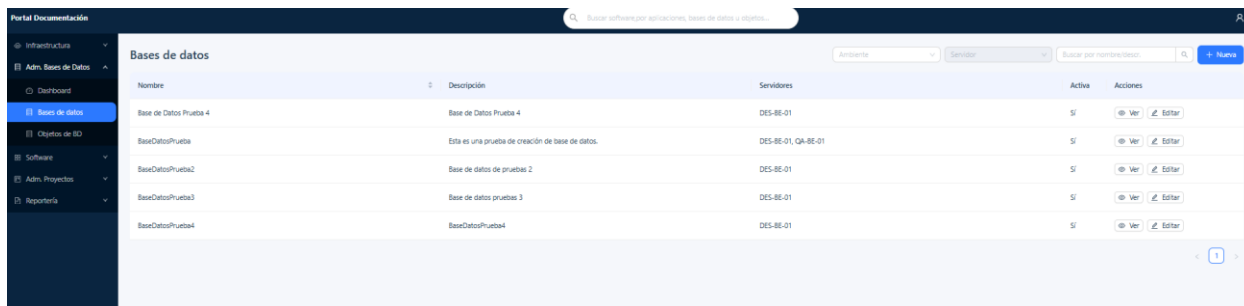 Portal Documentación
Buscar software,por aplicaciones, bases de datos u objetos...
Infraestructura
Adm. Bases de Datos
Dashboard
Bases de datos
Objetos de BD
Software
Adm. Proyectos
Reportería
Bases de datos
Ambiente
Servidor
Buscar por nombre/descr.
+ Nueva
Nombre Descripción Servidores Activa Acciones
Base de Datos Prueba 4 Base de Datos Prueba 4 DES-BE-01 Sí Ver Editar
BaseDatosPrueba Esta es una prueba de creación de base de datos. DES-BE-01, QA-BE-01 Sí Ver Editar
BaseDatosPrueba2 Base de datos de pruebas 2 DES-BE-01 Sí Ver Editar
BaseDatosPrueba3 Base de datos pruebas 3 DES-BE-01 Sí Ver Editar
BaseDatosPrueba4 BaseDatosPrueba4 DES-BE-01 Sí Ver Editar
< 1 >